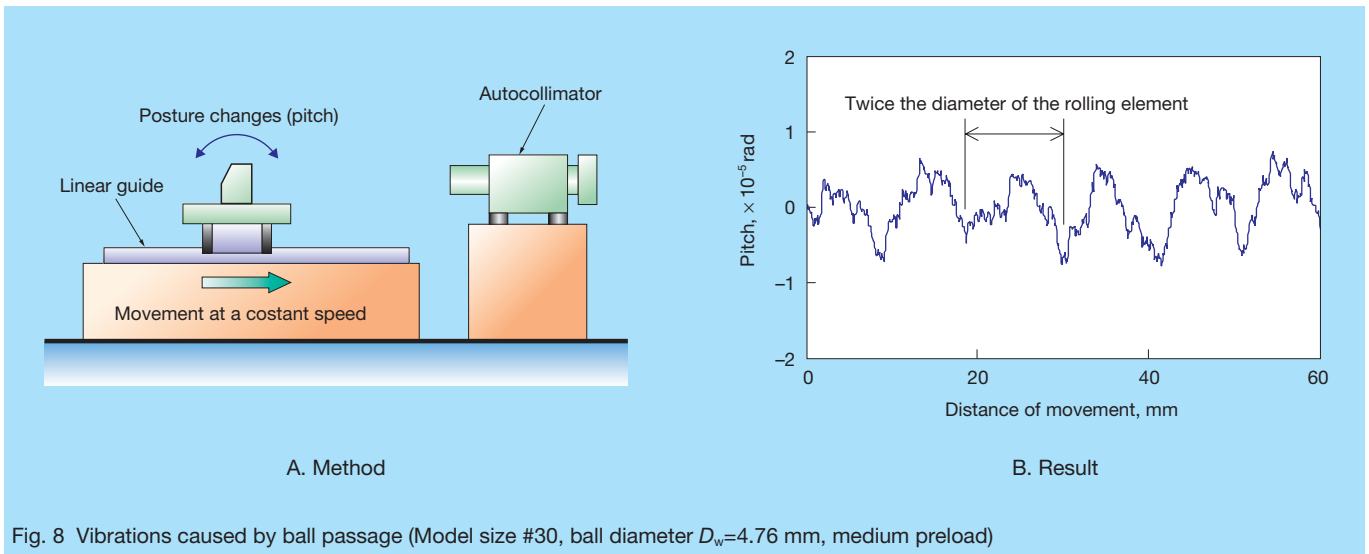 Posture changes (pitch)
Linear guide
Autocollimator
Movement at a costant speed
A. Method
Twice the diameter of the rolling element
Pitch, × 10⁻⁵ rad
2
1
0
–1
–2
0
20
40
60
Distance of movement, mm
B. Result
Fig. 8 Vibrations caused by ball passage (Model size #30, ball diameter Dw=4.76 mm, medium preload)